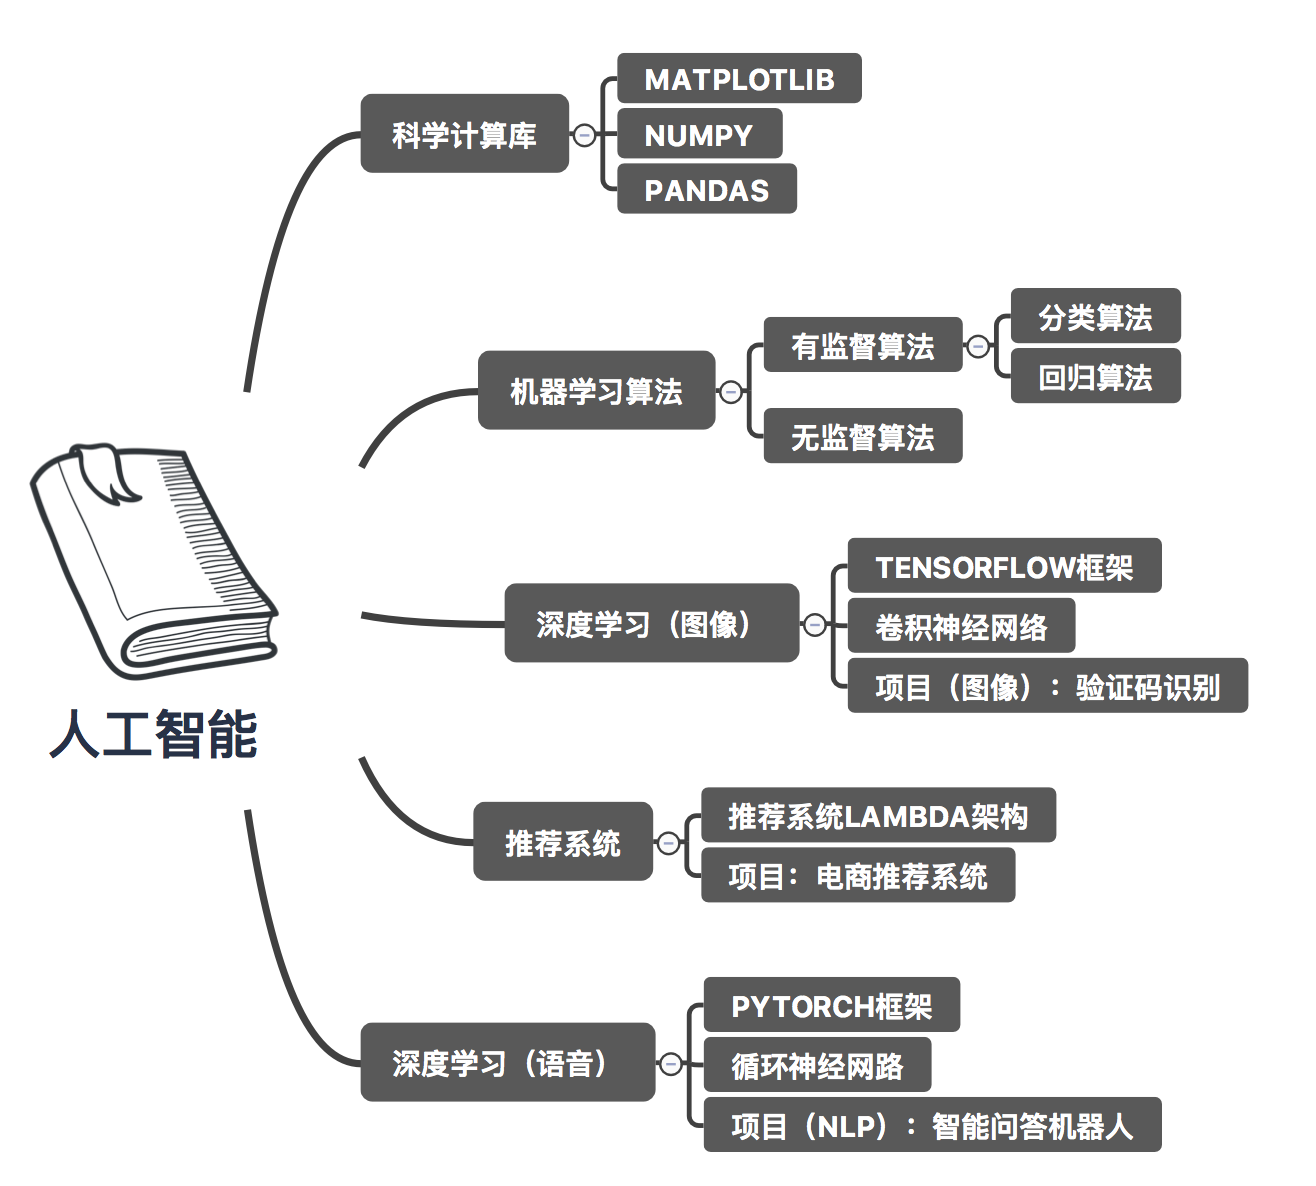 科学计算库
MATPLOTLIB
NUMPY
PANDAS
机器学习算法
有监督算法
分类算法
回归算法
无监督算法
深度学习（图像）
TENSORFLOW框架
卷积神经网络
项目（图像）：验证码识别
人工智能
推荐系统
推荐系统LAMBDA架构
项目：电商推荐系统
深度学习（语音）
PYTORCH框架
循环神经网路
项目（NLP）：智能问答机器人